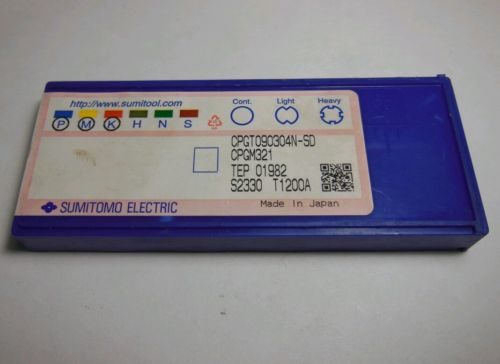 http://www.sumitool.com
Cont. Light Heavy
P M K H N S
CPGT090304N-SD
CPGM321
TEP 01982
S2330 T1200A
SUMITOMO ELECTRIC
Made In Japan